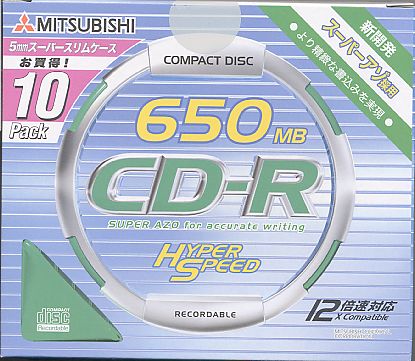 MITSUBISHI
5mmスーパースリムケース
お買得!
10
Pack
COMPACT DISC
新開発
スーパーアゾ採用
● より精緻な書込みを実現 ●
650MB
CD-R
SUPER AZO for accurate writing
HYPER SPEED
COMPACT
disc
Recordable
RECORDABLE
12倍速対応
X Compatible